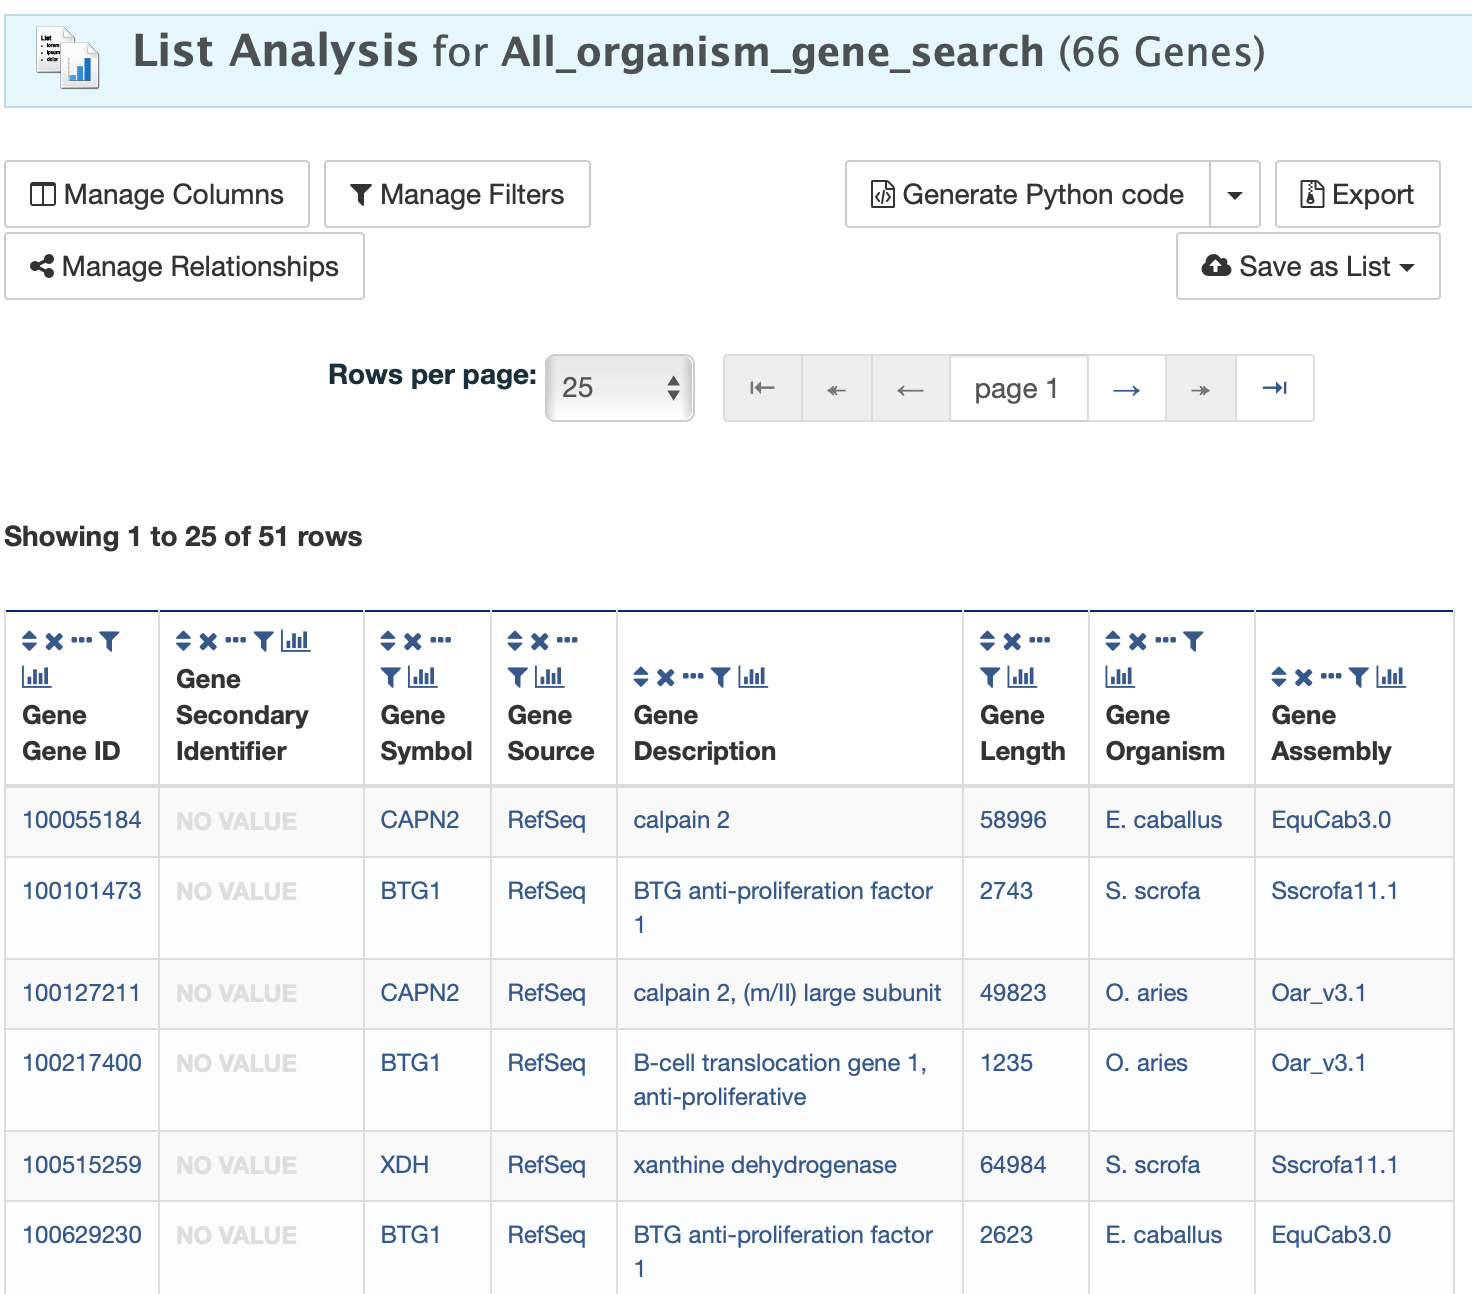 List Analysis for All_organism_gene_search (66 Genes)
Manage Columns Manage Filters Generate Python code Export
Manage Relationships Save as List
Rows per page: 25 page 1
Showing 1 to 25 of 51 rows
Gene Gene ID
Gene Secondary Identifier
Gene Symbol
Gene Source
Gene Description
Gene Length
Gene Organism
Gene Assembly
100055184 NO VALUE CAPN2 RefSeq calpain 2 58996 E. caballus EquCab3.0
100101473 NO VALUE BTG1 RefSeq BTG anti-proliferation factor 1 2743 S. scrofa Sscrofa11.1
100127211 NO VALUE CAPN2 RefSeq calpain 2, (m/II) large subunit 49823 O. aries Oar_v3.1
100217400 NO VALUE BTG1 RefSeq B-cell translocation gene 1, anti-proliferative 1235 O. aries Oar_v3.1
100515259 NO VALUE XDH RefSeq xanthine dehydrogenase 64984 S. scrofa Sscrofa11.1
100629230 NO VALUE BTG1 RefSeq BTG anti-proliferation factor 1 2623 E. caballus EquCab3.0